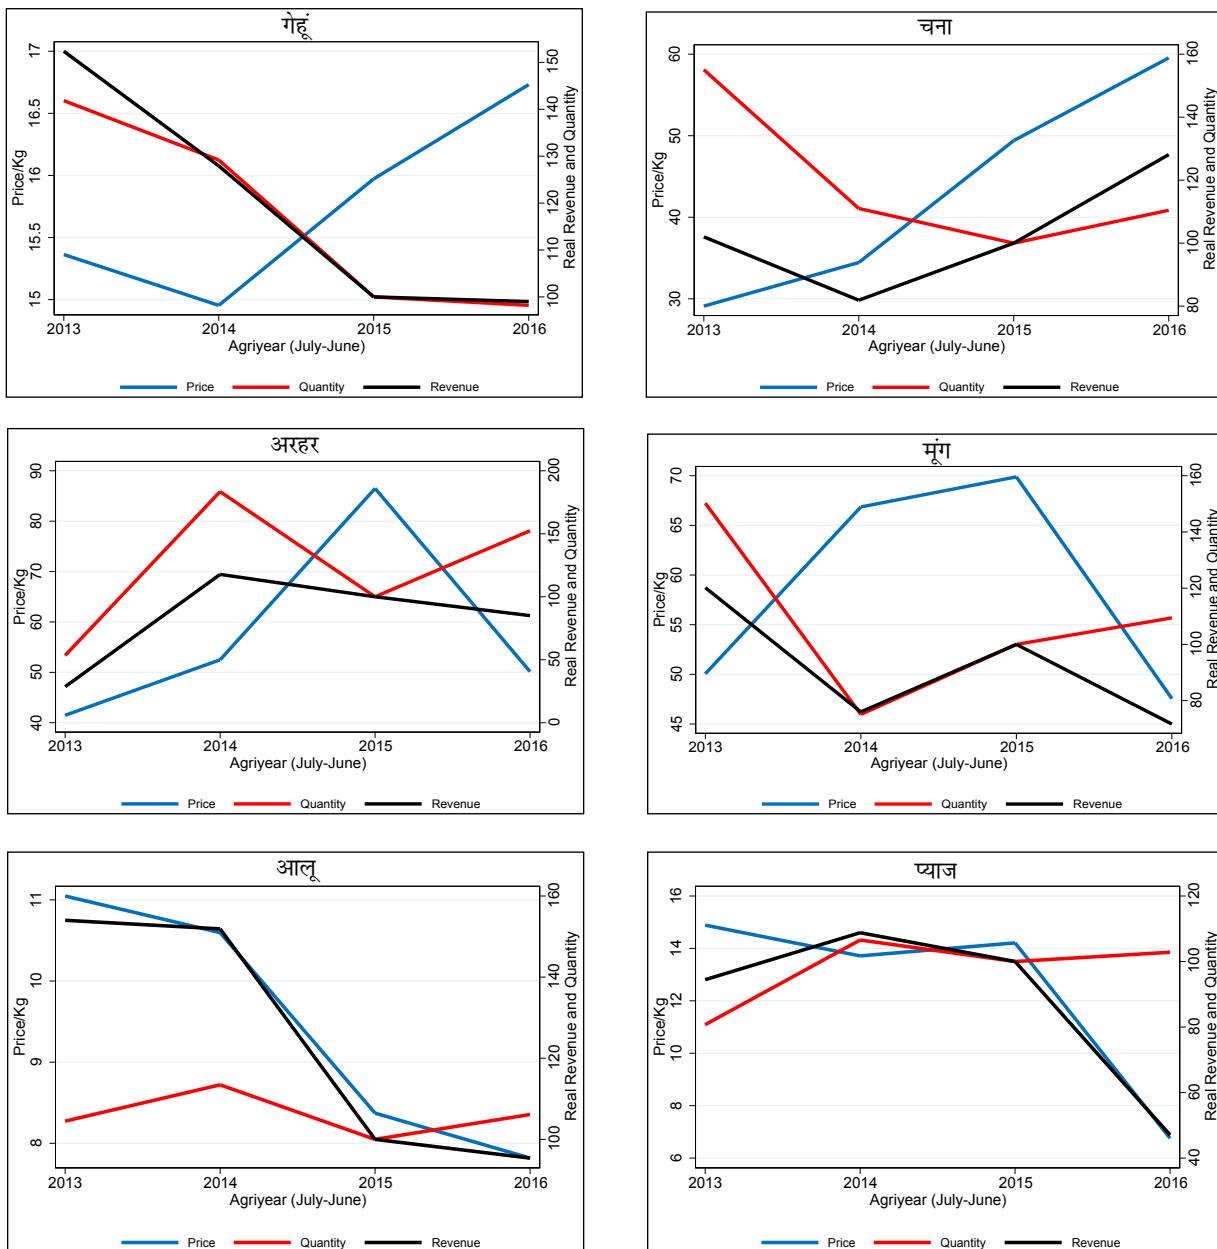 गेहूं
17
16.5
16
15.5
15
Price/Kg
150
140
130
120
110
100
Real Revenue and Quantity
2013 2014 2015 2016
Agriyear (July-June)
Price Quantity Revenue
चना
60
50
40
30
Price/Kg
160
140
120
100
80
Real Revenue and Quantity
2013 2014 2015 2016
Agriyear (July-June)
Price Quantity Revenue
अरहर
90
80
70
60
50
40
Price/Kg
200
150
100
50
0
Real Revenue and Quantity
2013 2014 2015 2016
Agriyear (July-June)
Price Quantity Revenue
मूंग
70
65
60
55
50
45
Price/Kg
160
140
120
100
80
Real Revenue and Quantity
2013 2014 2015 2016
Agriyear (July-June)
Price Quantity Revenue
आलू
11
10
9
8
Price/Kg
160
140
120
100
Real Revenue and Quantity
2013 2014 2015 2016
Agriyear (July-June)
Price Quantity Revenue
प्याज
16
14
12
10
8
6
Price/Kg
120
100
80
60
40
Real Revenue and Quantity
2013 2014 2015 2016
Agriyear (July-June)
Price Quantity Revenue